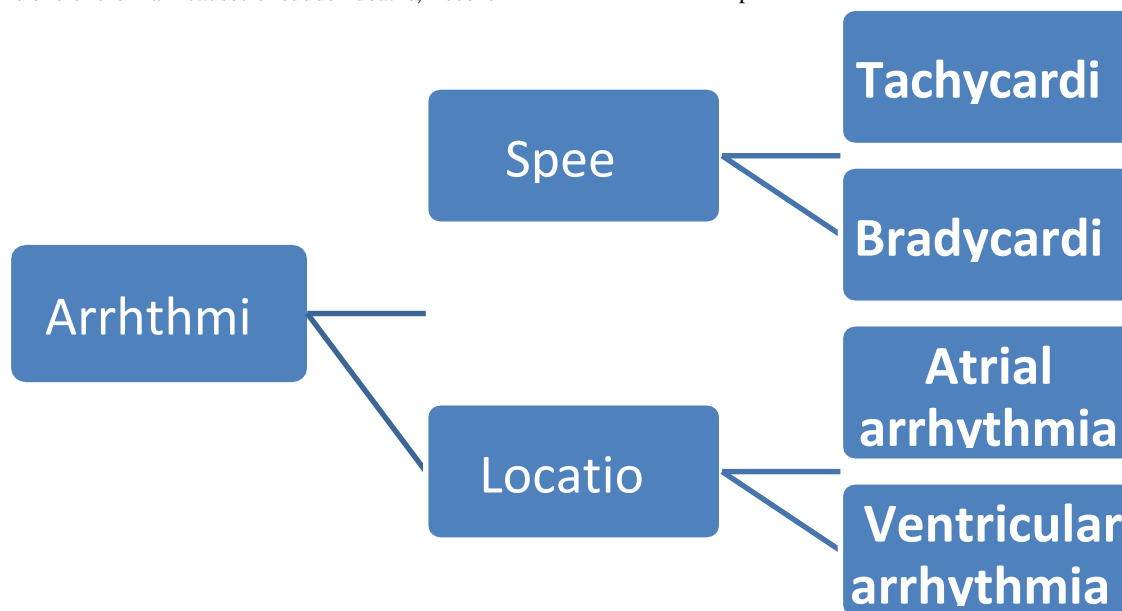 Tachycardi
Spee
Bradycardi
Arrhthmi
Atrial
arrhythmia
Locatio
Ventricular
arrhythmia